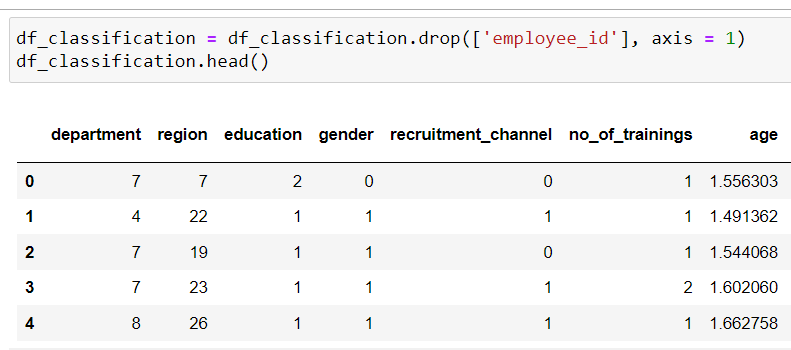 df_classification = df_classification.drop(['employee_id'], axis = 1)
df_classification.head()
department region education gender recruitment_channel no_of_trainings age
0 7 7 2 0 0 1 1.556303
1 4 22 1 1 1 1 1.491362
2 7 19 1 1 0 1 1.544068
3 7 23 1 1 1 2 1.602060
4 8 26 1 1 1 1 1.662758